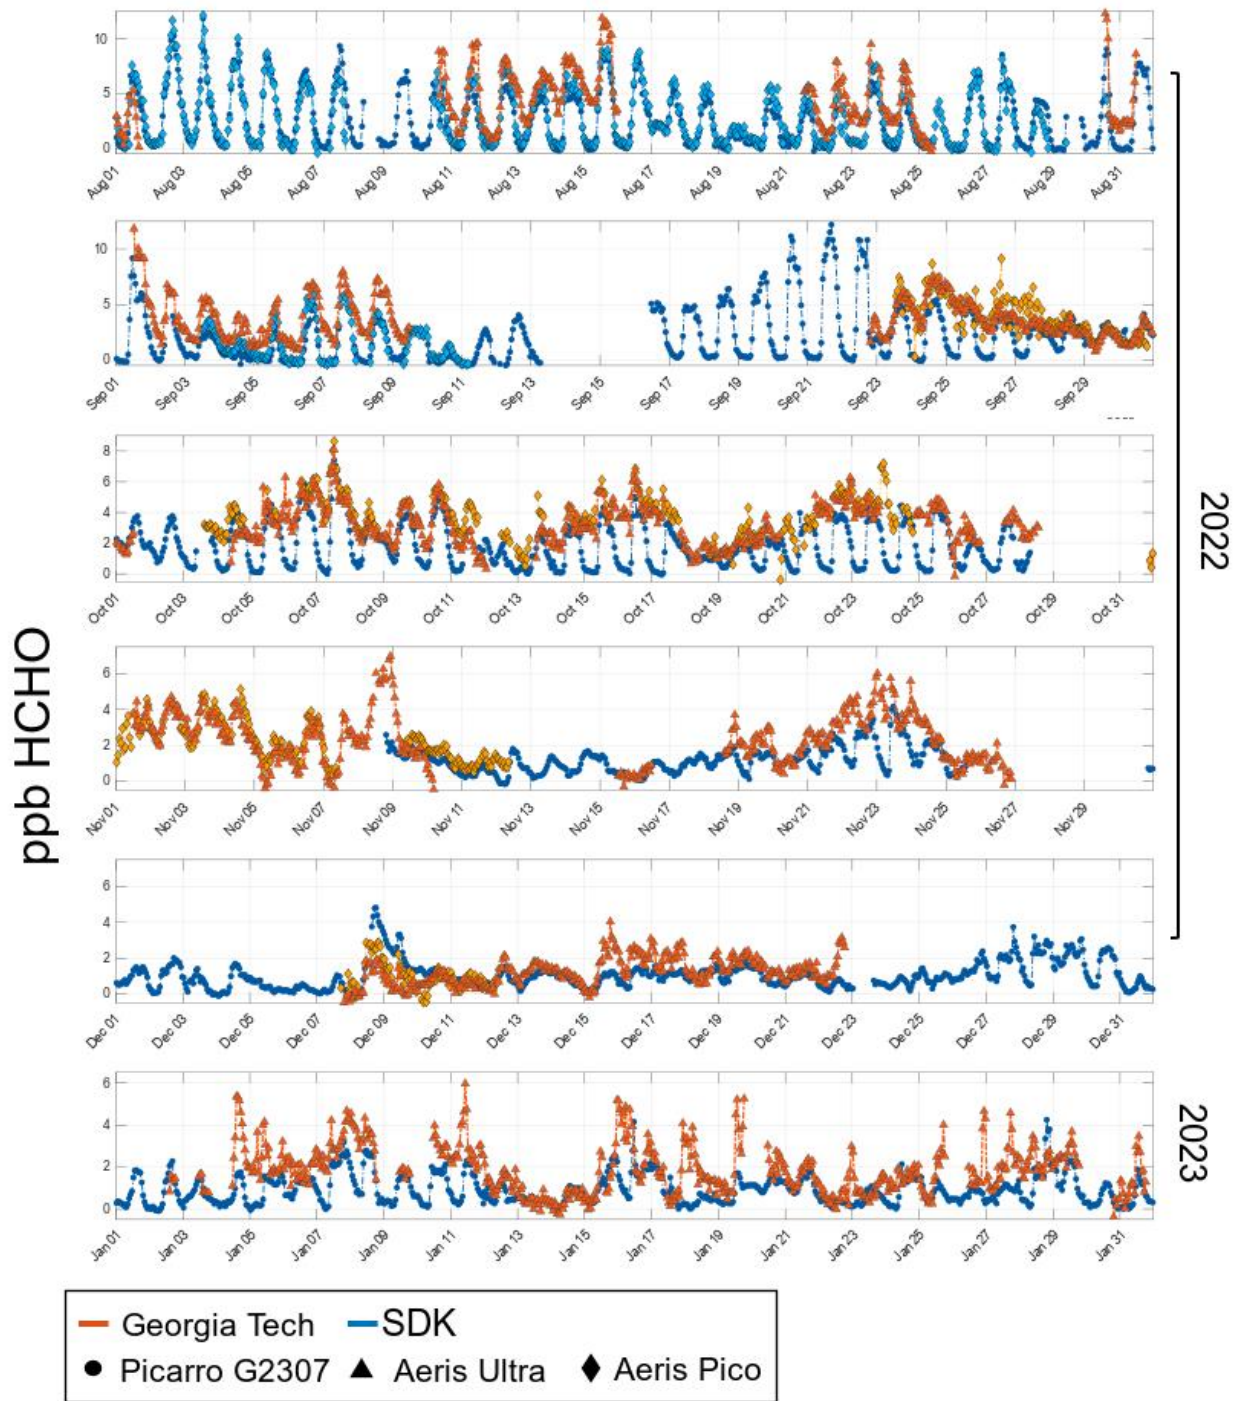 10
5
0
Aug 01 Aug 03 Aug 05 Aug 07 Aug 09 Aug 11 Aug 13 Aug 15 Aug 17 Aug 19 Aug 21 Aug 23 Aug 25 Aug 27 Aug 29 Aug 31
10
5
0
Sep 01 Sep 03 Sep 05 Sep 07 Sep 09 Sep 11 Sep 13 Sep 15 Sep 17 Sep 19 Sep 21 Sep 23 Sep 25 Sep 27 Sep 29
8
6
4
2
0
Oct 01 Oct 03 Oct 05 Oct 07 Oct 09 Oct 11 Oct 13 Oct 15 Oct 17 Oct 19 Oct 21 Oct 23 Oct 25 Oct 27 Oct 29 Oct 31
2022
ppb HCHO
6
4
2
0
Nov 01 Nov 03 Nov 05 Nov 07 Nov 09 Nov 11 Nov 13 Nov 15 Nov 17 Nov 19 Nov 21 Nov 23 Nov 25 Nov 27 Nov 29
6
4
2
0
Dec 01 Dec 03 Dec 05 Dec 07 Dec 09 Dec 11 Dec 13 Dec 15 Dec 17 Dec 19 Dec 21 Dec 23 Dec 25 Dec 27 Dec 29 Dec 31
6
4
2
0
Jan 01 Jan 03 Jan 05 Jan 07 Jan 09 Jan 11 Jan 13 Jan 15 Jan 17 Jan 19 Jan 21 Jan 23 Jan 25 Jan 27 Jan 29 Jan 31
2023
Georgia Tech SDK
Picarro G2307 Aeris Ultra Aeris Pico